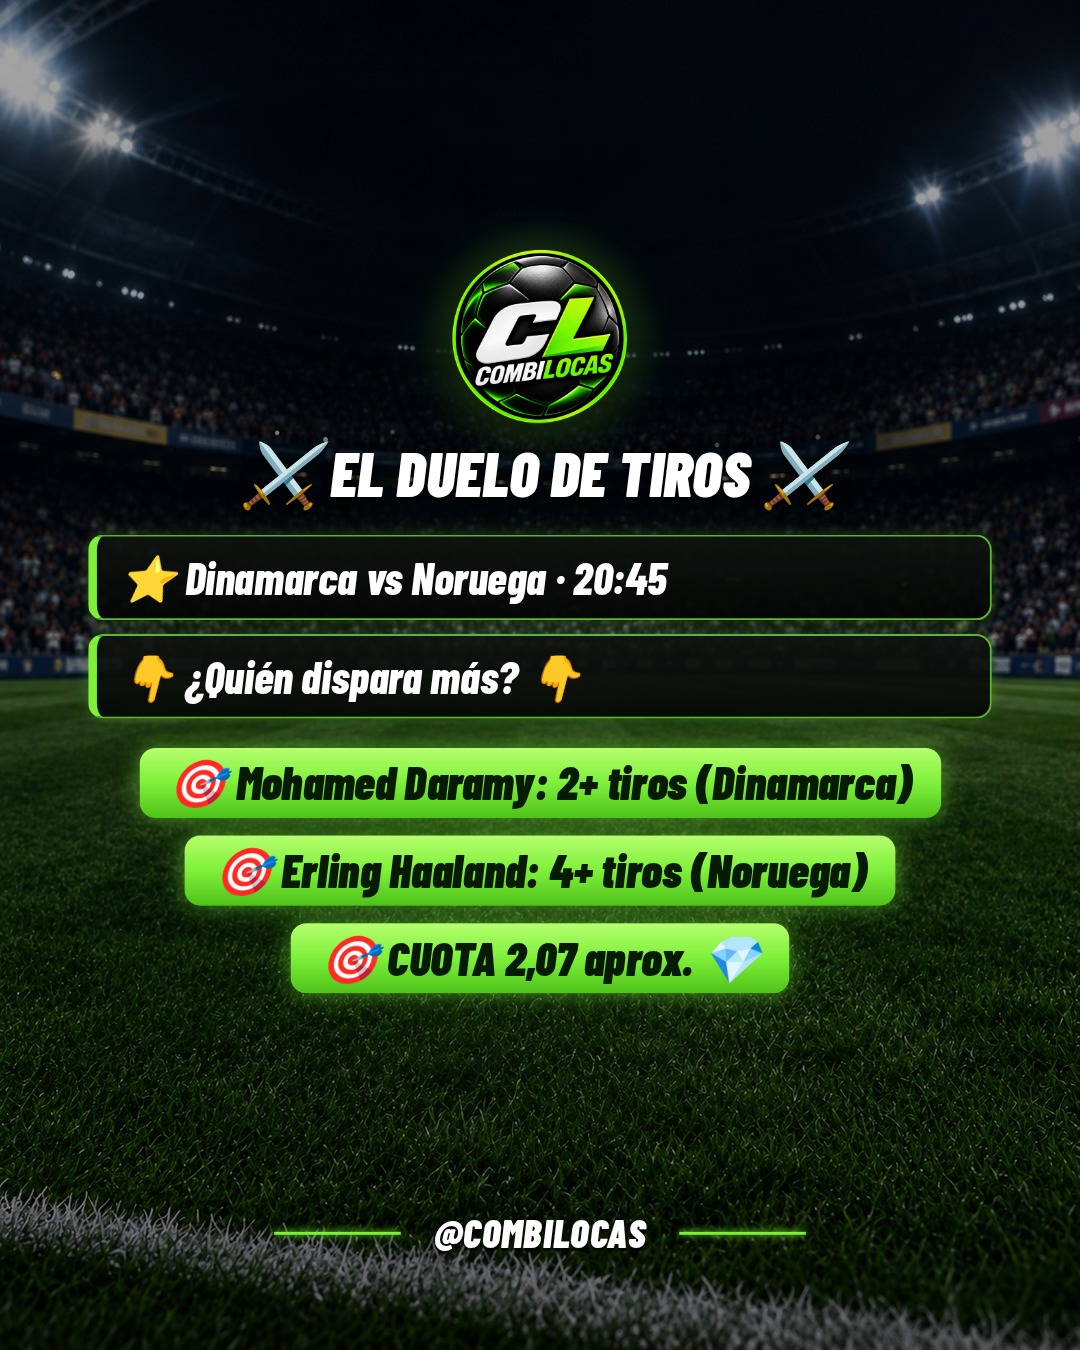 CL
COMBILOCAS
⚔️ EL DUELO DE TIROS ⚔️
⭐ Dinamarca vs Noruega · 20:45
👇 ¿Quién dispara más? 👇
🎯 Mohamed Daramy: 2+ tiros (Dinamarca)
🎯 Erling Haaland: 4+ tiros (Noruega)
🎯 CUOTA 2,07 aprox. 💎
@COMBILOCAS